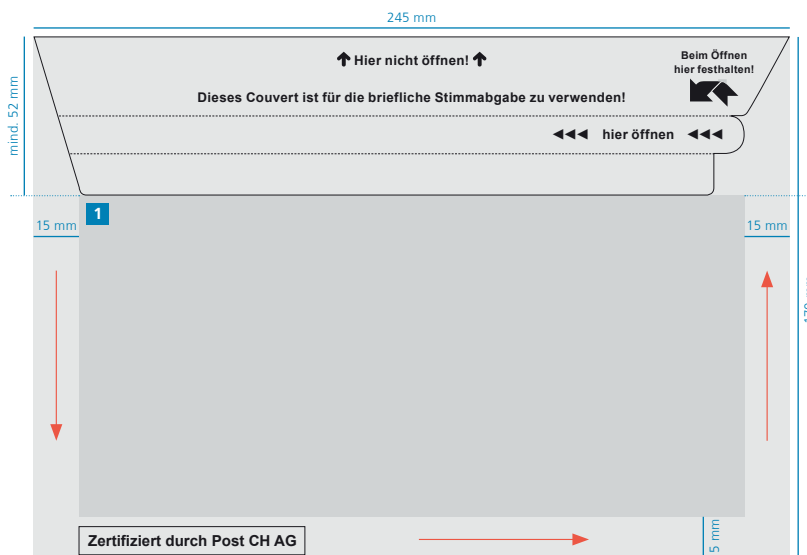 245 mm
Hier nicht öffnen!
Beim Öffnen
hier festhalten!
mind. 52 mm
Dieses Couvert ist für die briefliche Stimmabgabe zu verwenden!
hier öffnen
1
15 mm
15 mm
Zertifiziert durch Post CH AG
5 mm